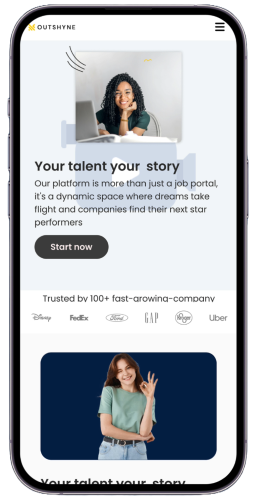 OUTSHYNE
Your talent your story
Our platform is more than just a job portal,
it's a dynamic space where dreams take
flight and companies find their next star
performers
Start now
Trusted by 100+ fast-growing-company
Disney FedEx Ford GAP Kroger Uber
Your talent your story